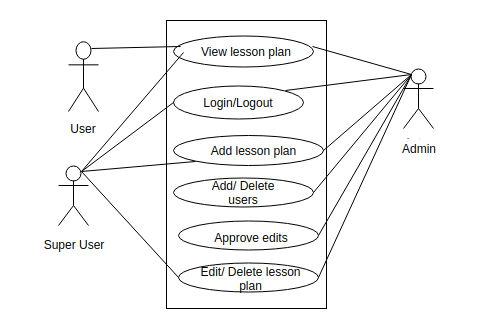 View lesson plan
Login/Logout
Add lesson plan
Add/ Delete
users
Approve edits
Edit/ Delete lesson
plan
User
Super User
Admin